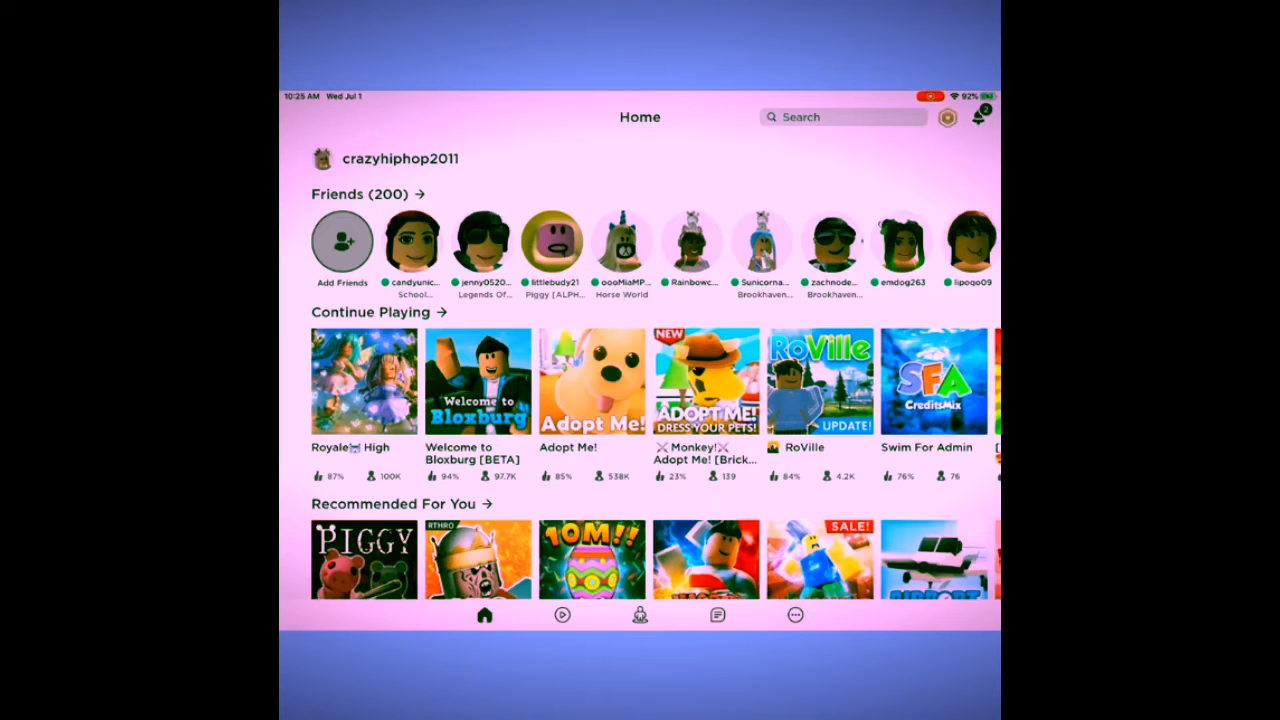 10:25 AM Wed Jul 1
92%
Home
Search
2
crazyhiphop2011
Friends (200) →
Add Friends
candyunic...
School...
jenny0520...
Legends Of...
littlebudy21
Piggy [ALPH...
oooMiaMP...
Horse World
Rainbowc...
Sunicorna...
Brookhaven...
zachnode...
Brookhaven...
emdog263
lipoqo09
Continue Playing →
Welcome to
Bloxburg
Adopt Me!
NEW
ADOPT ME!
DRESS YOUR PETS!
RoVille
UPDATE!
SFA
CreditsMix
Royale High
87% 100K
Welcome to
Bloxburg [BETA]
94% 97.7K
Adopt Me!
85% 538K
Monkey!
Adopt Me! [Brick...
23% 139
RoVille
84% 4.2K
Swim For Admin
76% 76
Recommended For You →
PIGGY
RTHRO
10M!!
SALE!
AIRPORT